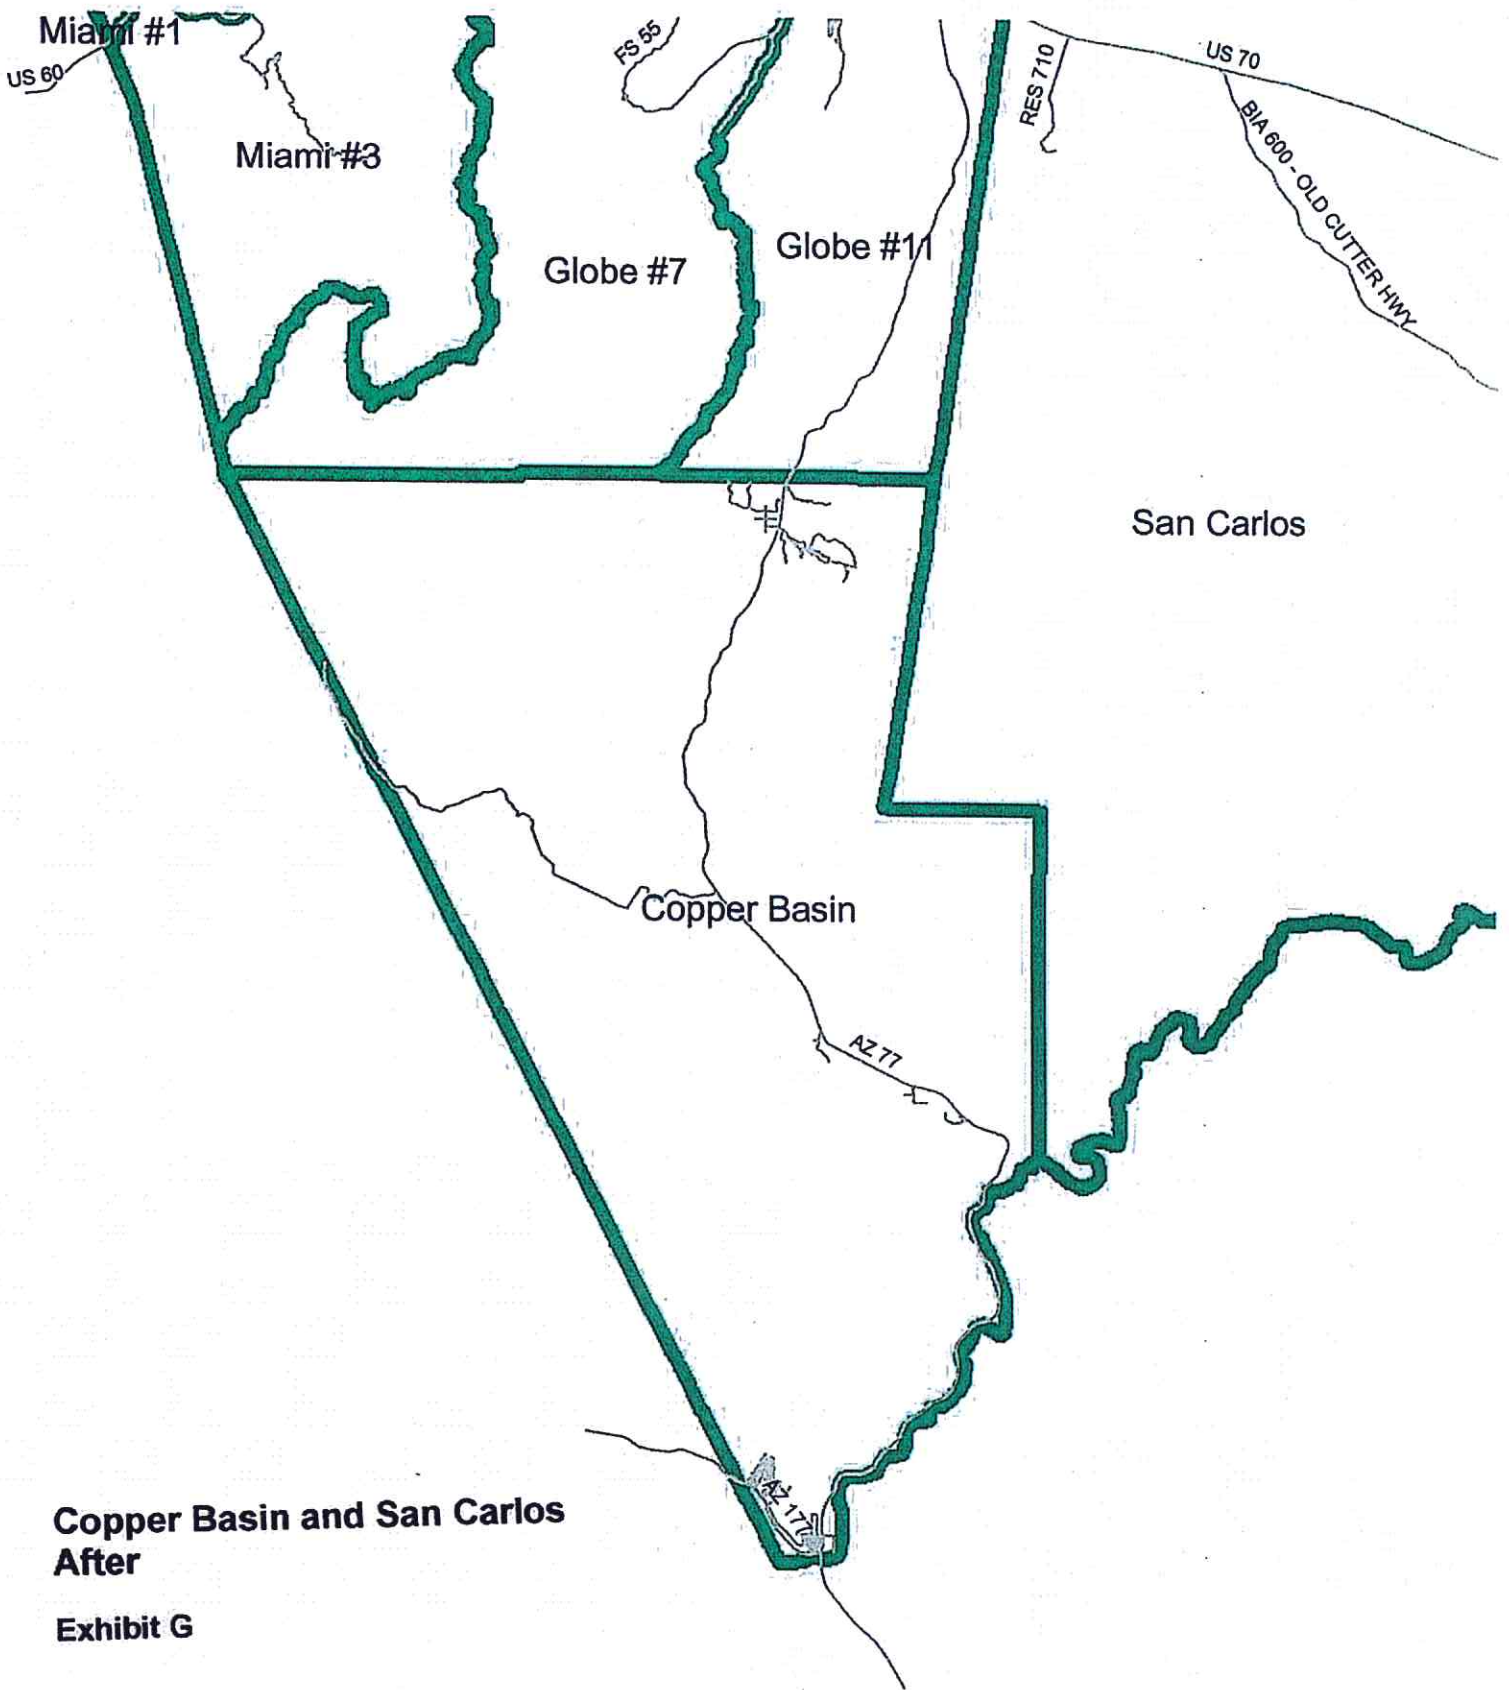 Miami #1
US 60
FS 55
RES 710
US 70
BIA 600 - OLD CUTTER HWY
Miami #3
Globe #7
Globe #11
San Carlos
Copper Basin
AZ 77
AZ 177
Copper Basin and San Carlos
After
Exhibit G